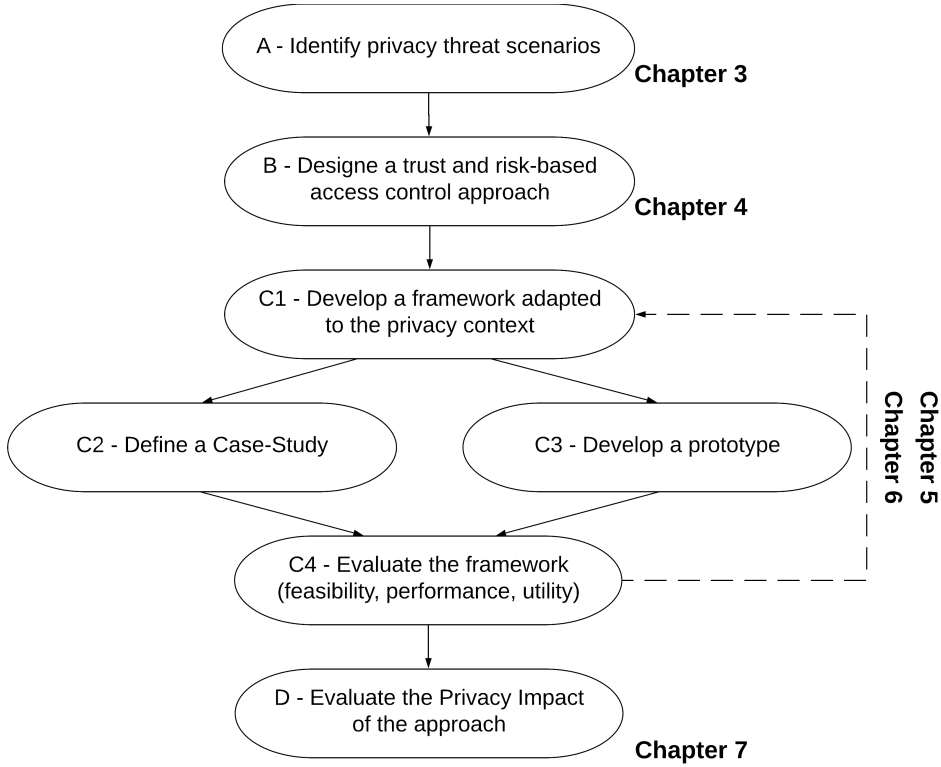 A - Identify privacy threat scenarios
Chapter 3
B - Designe a trust and risk-based
access control approach
Chapter 4
C1 - Develop a framework adapted
to the privacy context
C2 - Define a Case-Study
C3 - Develop a prototype
Chapter 5
Chapter 6
C4 - Evaluate the framework
(feasibility, performance, utility)
D - Evaluate the Privacy Impact
of the approach
Chapter 7